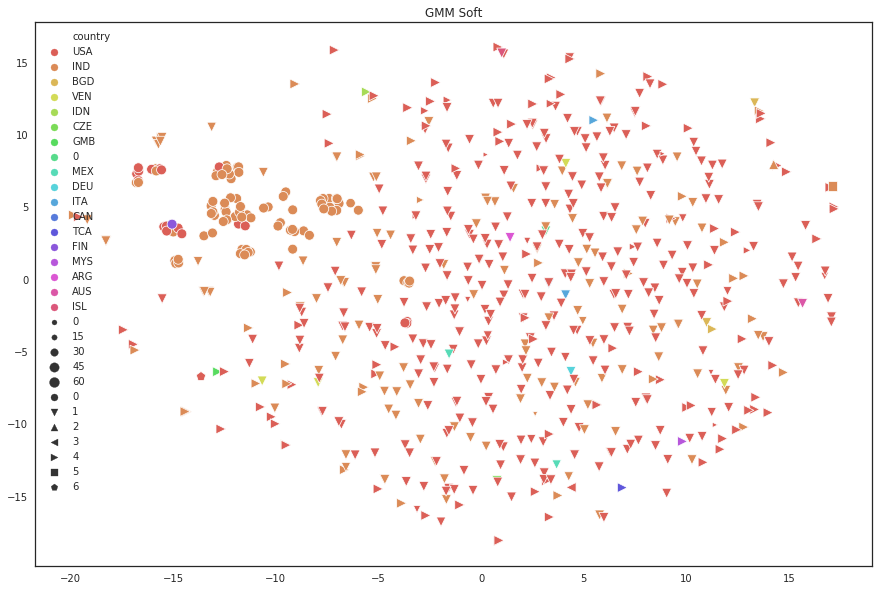 GMM Soft
country
USA
IND
BGD
VEN
IDN
CZE
GMB
0
MEX
DEU
ITA
CAN
TCA
FIN
MYS
ARG
AUS
ISL
0
15
30
45
60
0
1
2
3
4
5
6
15
10
5
0
−5
−10
−15
−20 −15 −10 −5 0 5 10 15